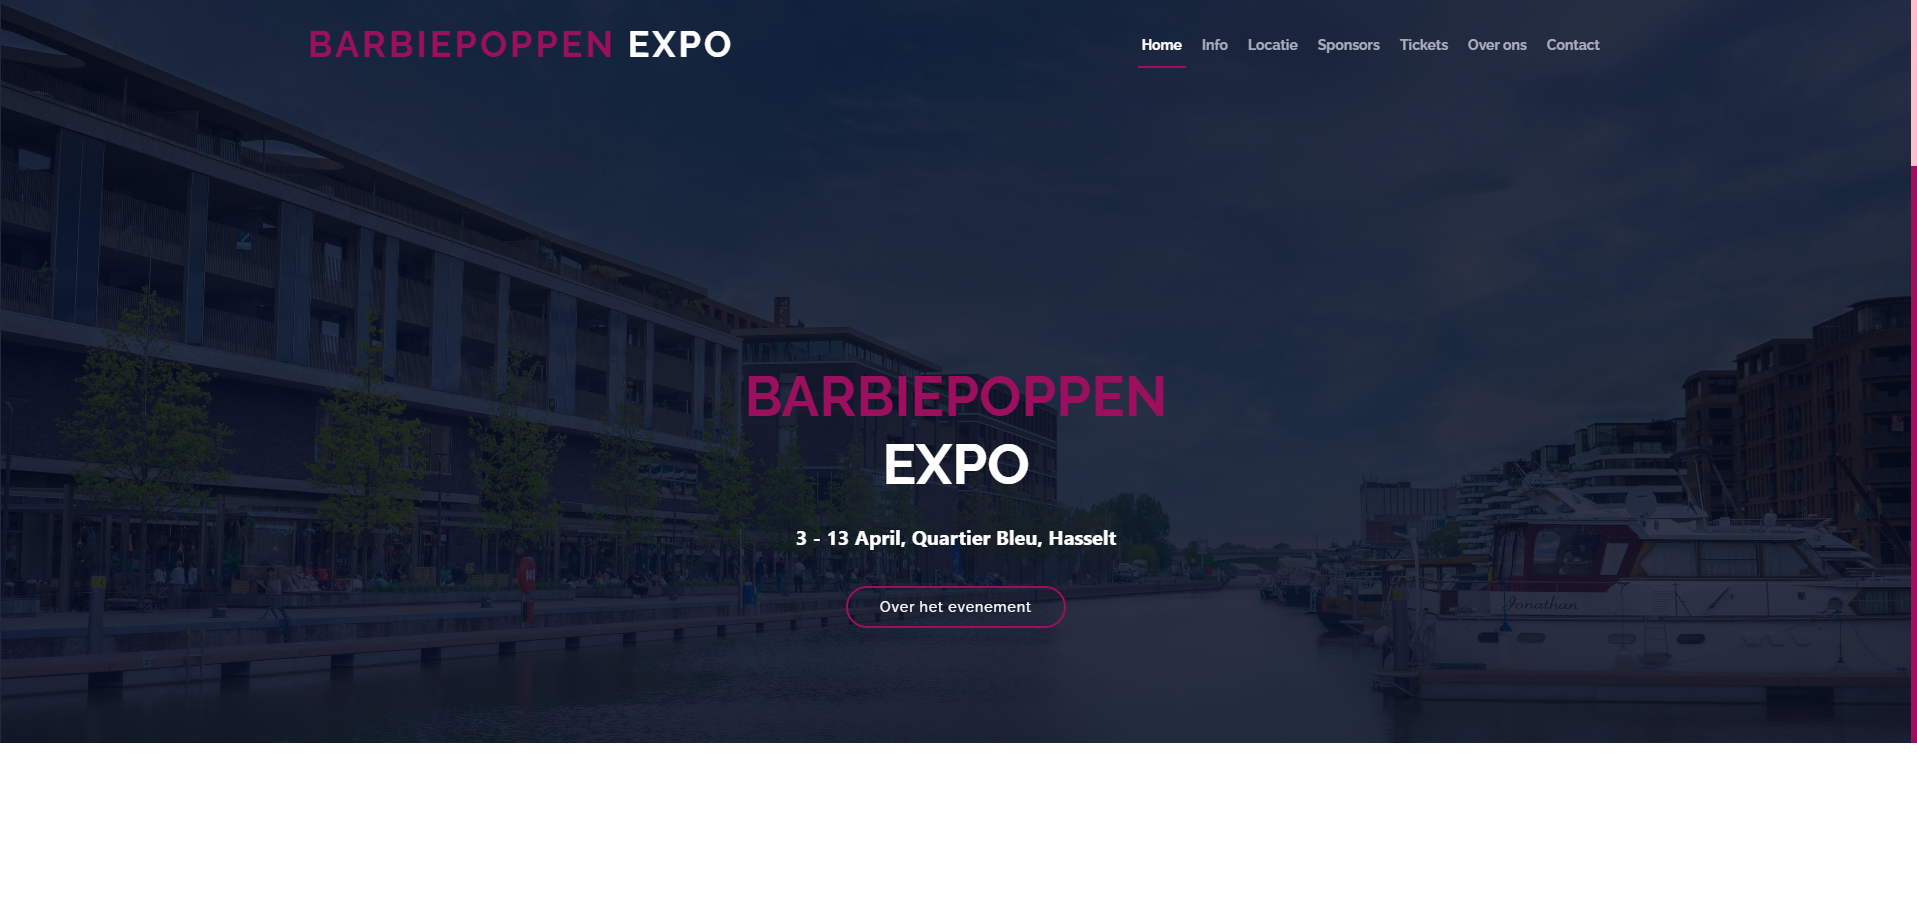 BARBIEPOPPEN EXPO
Home Info Locatie Sponsors Tickets Over ons Contact
BARBIEPOPPEN
EXPO
3 - 13 April, Quartier Bleu, Hasselt
Over het evenement
Jonathan